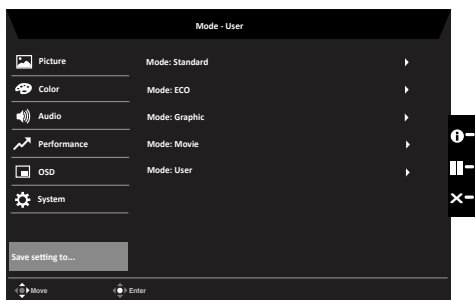 Mode - User
Picture
Mode: Standard
Color
Mode: ECO
Audio
Mode: Graphic
Performance
Mode: Movie
OSD
Mode: User
System
Save setting to...
Move
Enter